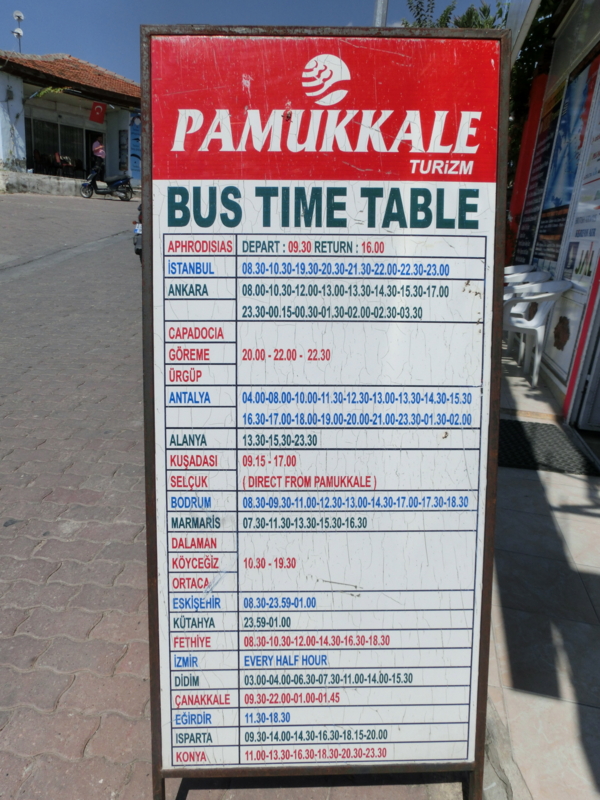 PAMUKKALE
TURİZM
BUS TIME TABLE
APHRODISIAS DEPART : 09.30 RETURN : 16.00
İSTANBUL 08.30-10.30-19.30-20.30-21.30-22.00-22.30-23.00
ANKARA 08.00-10.30-12.00-13.00-13.30-14.30-15.30-17.00
23.30-00.15-00.30-01.30-02.00-02.30-03.30
CAPADOCIA
GÖREME 20.00 - 22.00 - 22.30
ÜRGÜP
ANTALYA 04.00-08.00-10.00-11.30-12.30-13.00-13.30-14.30-15.30
16.30-17.00-18.00-19.00-20.00-21.00-23.30-01.30-02.00
ALANYA 13.30-15.30-23.30
KUŞADASI 09.15 - 17.00
SELÇUK ( DIRECT FROM PAMUKKALE )
BODRUM 08.30-09.30-11.00-12.30-13.00-14.30-17.00-17.30-18.30
MARMARİS 07.30-11.30-13.30-15.30-16.30
DALAMAN
KÖYCEĞİZ 10.30 - 19.30
ORTACA
ESKİŞEHİR 08.30-23.59-01.00
KÜTAHYA 23.59-01.00
FETHİYE 08.30-10.30-12.00-14.30-16.30-18.30
İZMİR EVERY HALF HOUR
DİDİM 03.00-04.00-06.30-07.30-11.00-14.00-15.30
ÇANAKKALE 09.30-22.00-01.00-01.45
EĞİRDİR 11.30-18.30
ISPARTA 09.30-14.00-14.30-16.30-18.15-20.00
KONYA 11.00-13.30-16.30-18.30-20.30-23.30